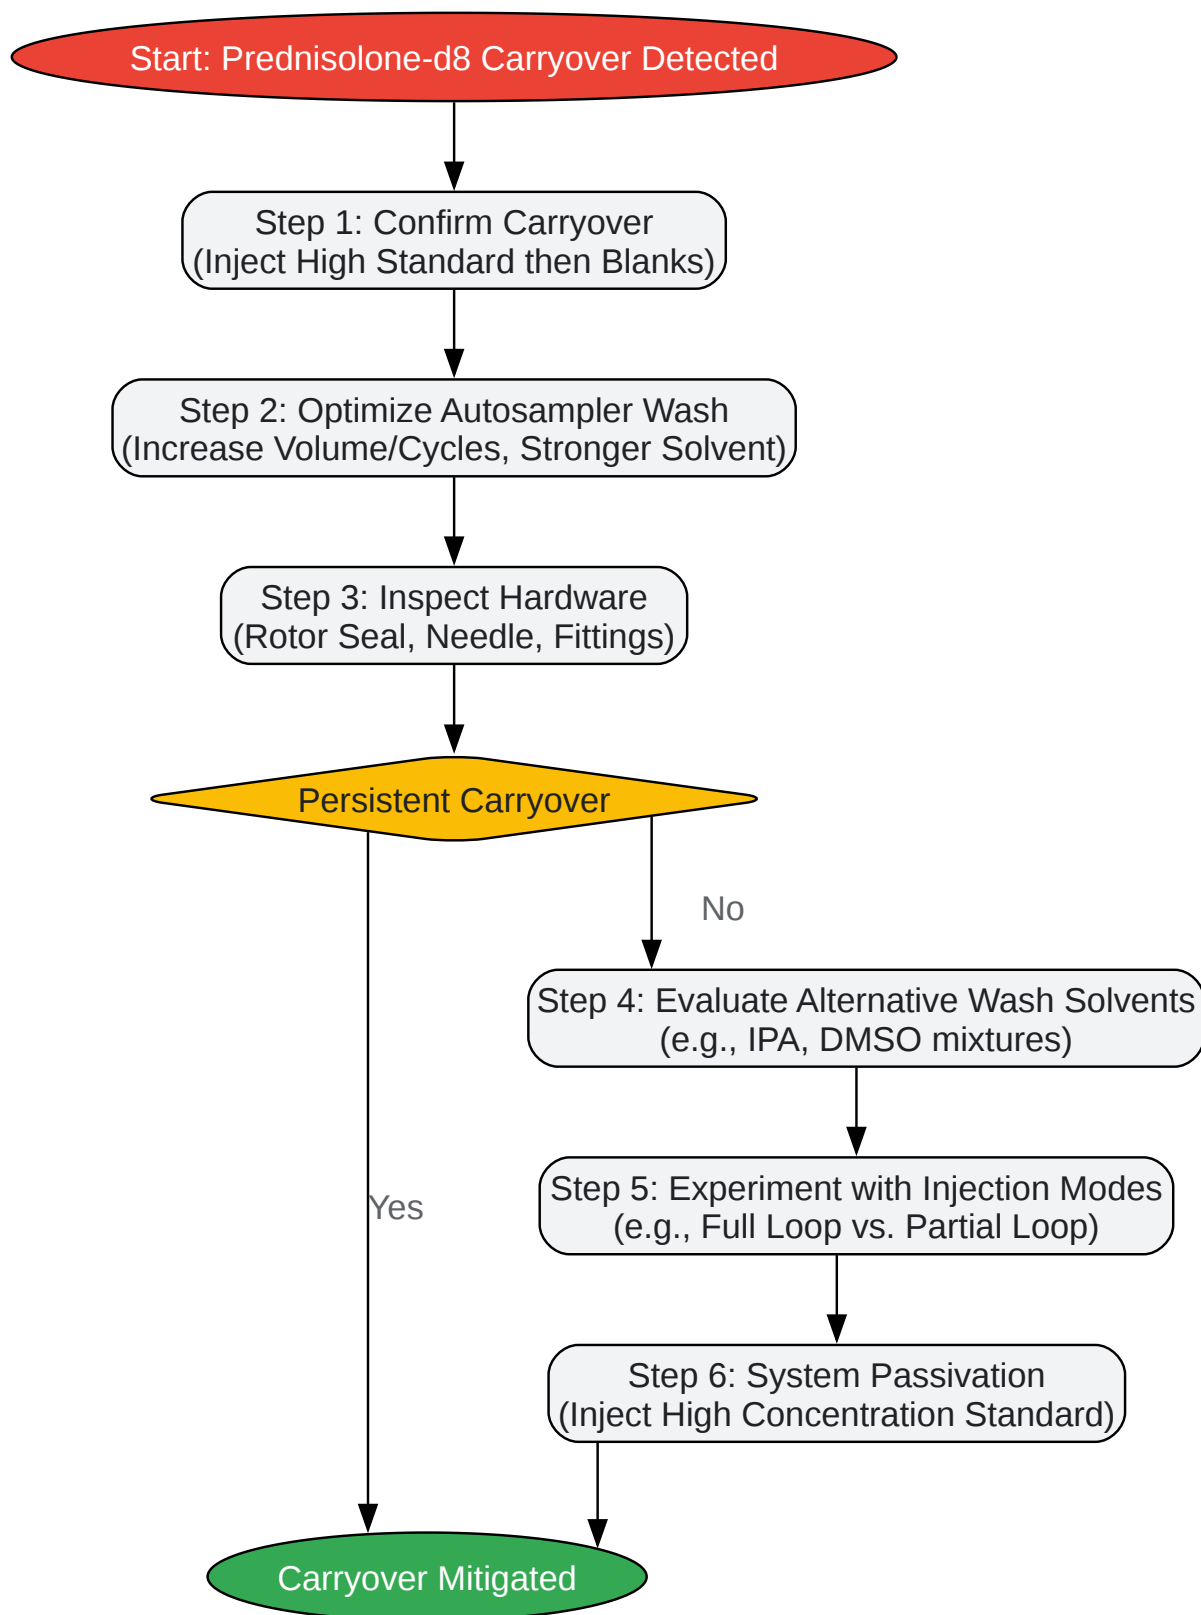 Start: Prednisolone-d8 Carryover Detected
Step 1: Confirm Carryover
(Inject High Standard then Blanks)
Step 2: Optimize Autosampler Wash
(Increase Volume/Cycles, Stronger Solvent)
Step 3: Inspect Hardware
(Rotor Seal, Needle, Fittings)
Persistent Carryover
No
Step 4: Evaluate Alternative Wash Solvents
(e.g., IPA, DMSO mixtures)
Step 5: Experiment with Injection Modes
(e.g., Full Loop vs. Partial Loop)
Yes
Step 6: System Passivation
(Inject High Concentration Standard)
Carryover Mitigated